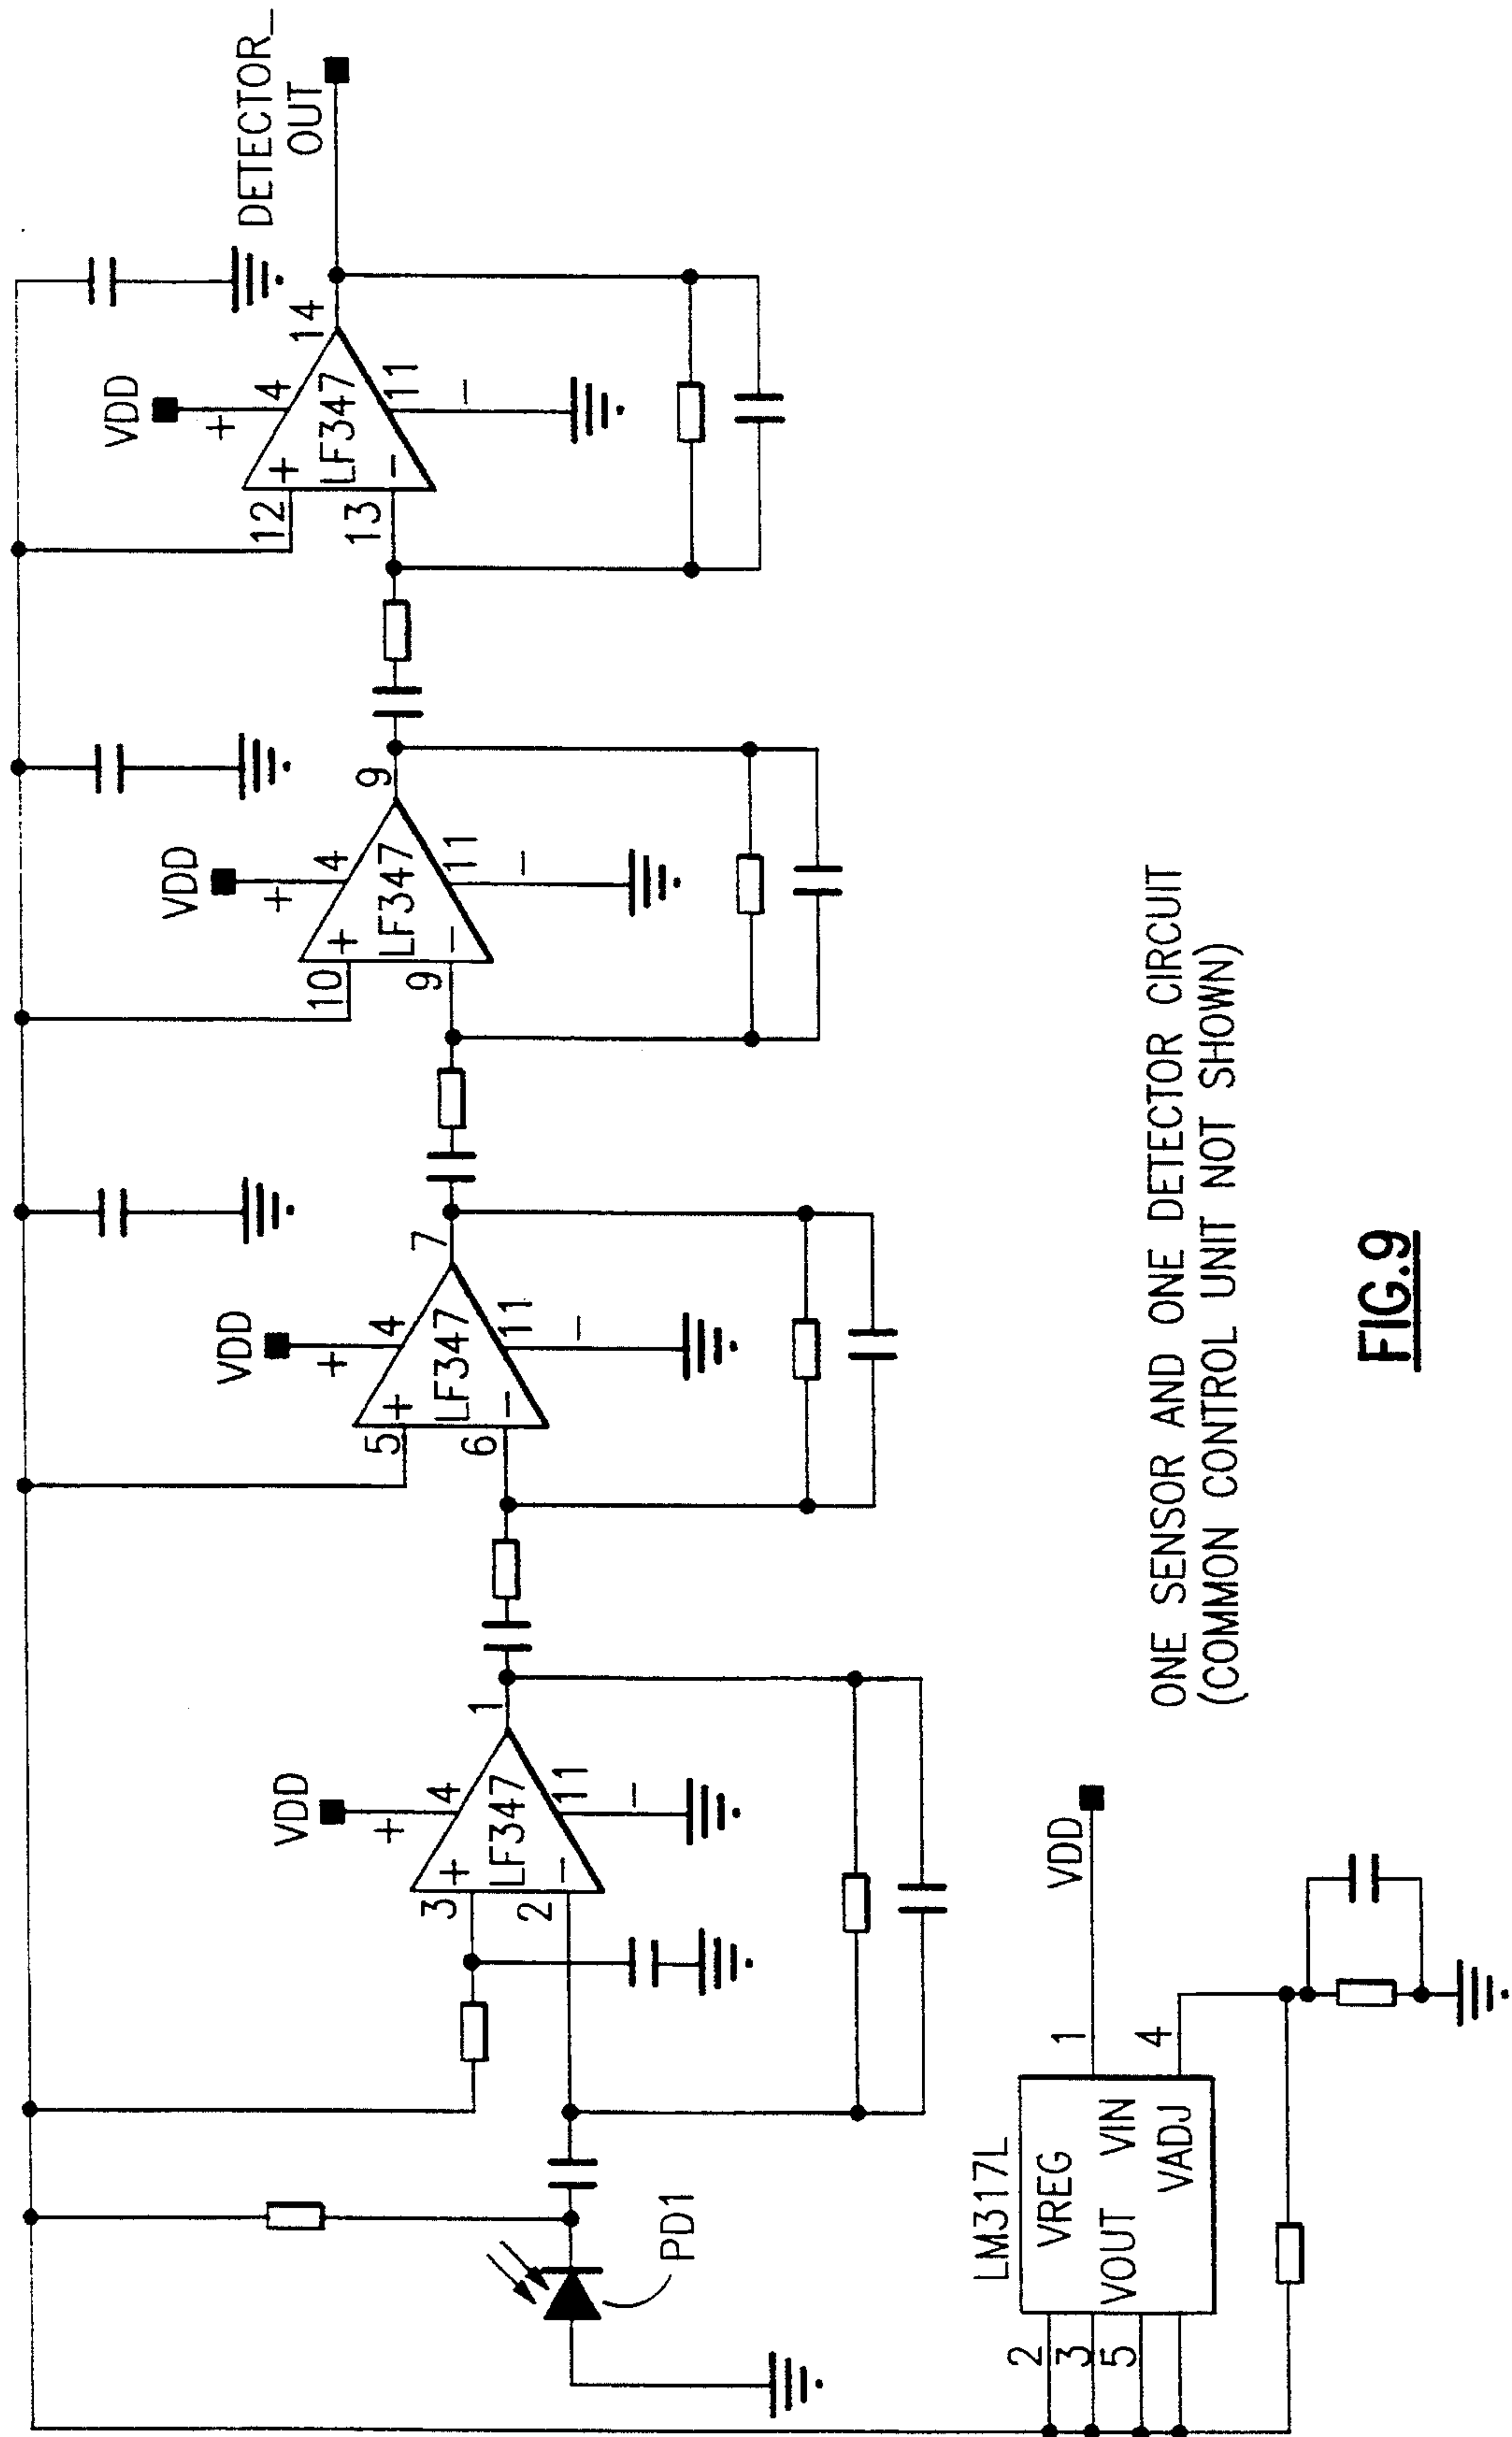 DETECTOR_
OUT
VDD
+
4
12
+
LF347
14
13
−
11
−
VDD
+
4
10
+
LF347
9
9
−
11
−
VDD
+
4
5
+
LF347
7
6
−
11
−
VDD
+
4
3
+
LF347
1
2
−
11
−
PD1
LM317L
VREG
VOUT VIN
VADJ
2
3
5
1
4
VDD
ONE SENSOR AND ONE DETECTOR CIRCUIT
(COMMON CONTROL UNIT NOT SHOWN)
FIG.9